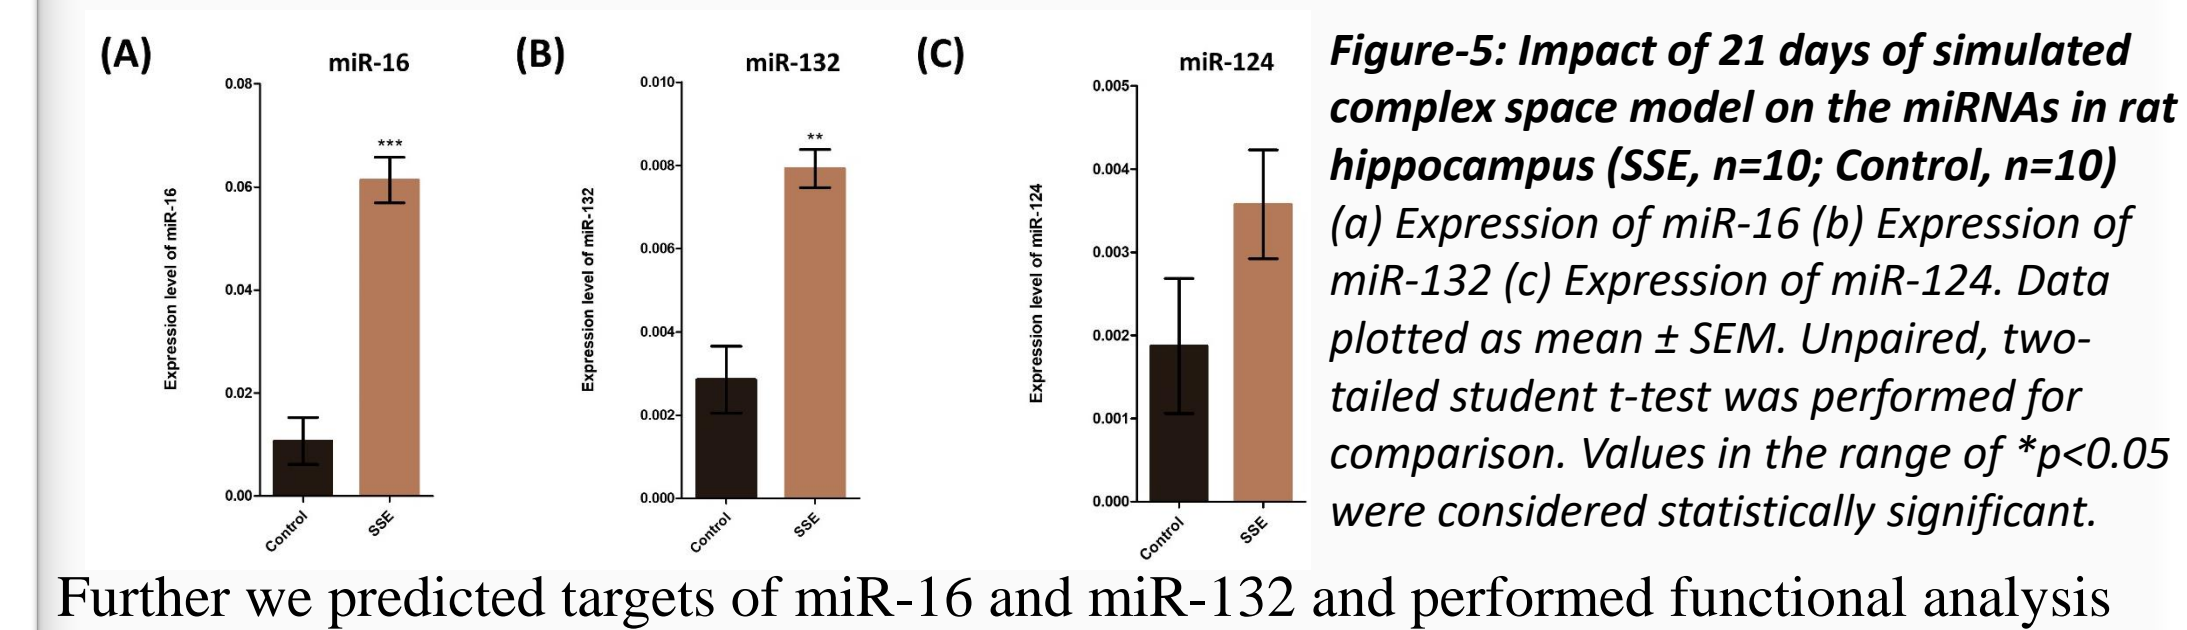 (A)
miR-16
0.08
0.06
0.04
0.02
0.00
Expression level of miR-16
***
Control
SSE
(B)
miR-132
0.010
0.008
0.006
0.004
0.002
0.000
Expression level of miR-132
**
Control
SSE
(C)
miR-124
0.005
0.004
0.003
0.002
0.001
0.000
Expression level of miR-124
Control
SSE
Figure-5: Impact of 21 days of simulated
complex space model on the miRNAs in rat
hippocampus (SSE, n=10; Control, n=10)
(a) Expression of miR-16 (b) Expression of
miR-132 (c) Expression of miR-124. Data
plotted as mean ± SEM. Unpaired, two-
tailed student t-test was performed for
comparison. Values in the range of *p<0.05
were considered statistically significant.
Further we predicted targets of miR-16 and miR-132 and performed functional analysis